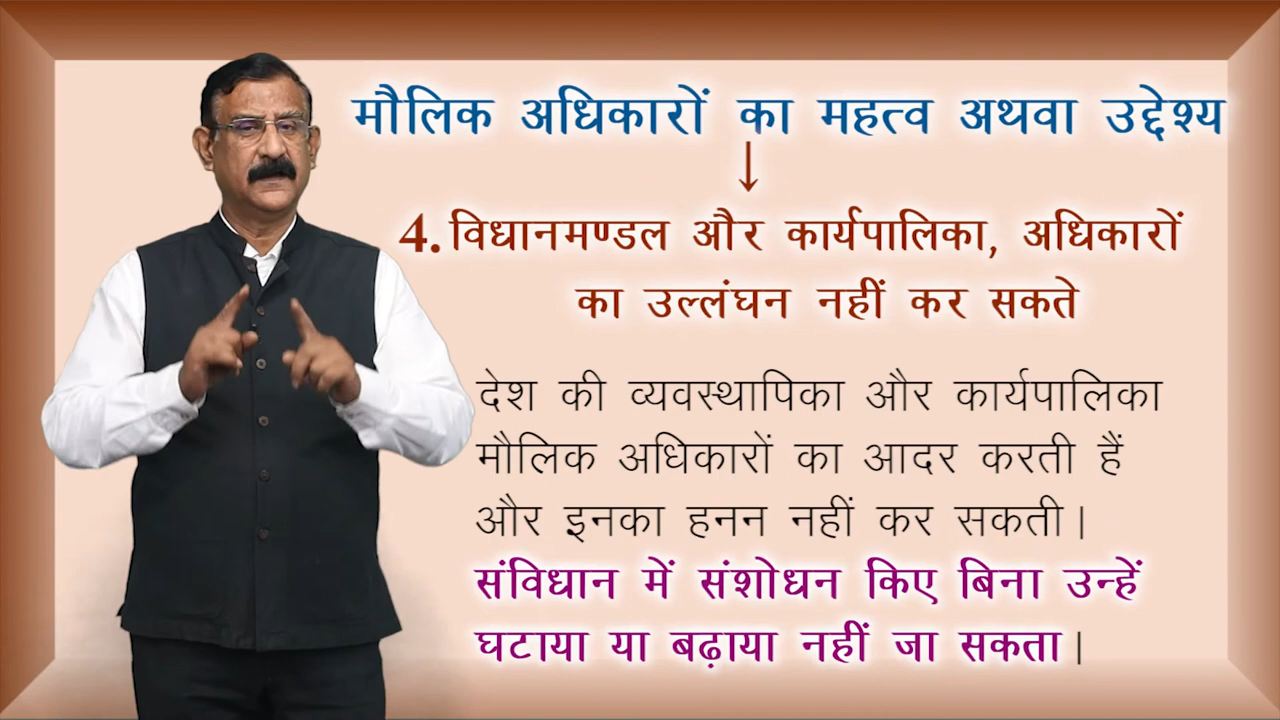 मौलिक अधिकारों का महत्व अथवा उद्देश्य
↓
4. विधानमण्डल और कार्यपालिका, अधिकारों
का उल्लंघन नहीं कर सकते
देश की व्यवस्थापिका और कार्यपालिका
मौलिक अधिकारों का आदर करती हैं
और इनका हनन नहीं कर सकती।
संविधान में संशोधन किए बिना उन्हें
घटाया या बढ़ाया नहीं जा सकता।